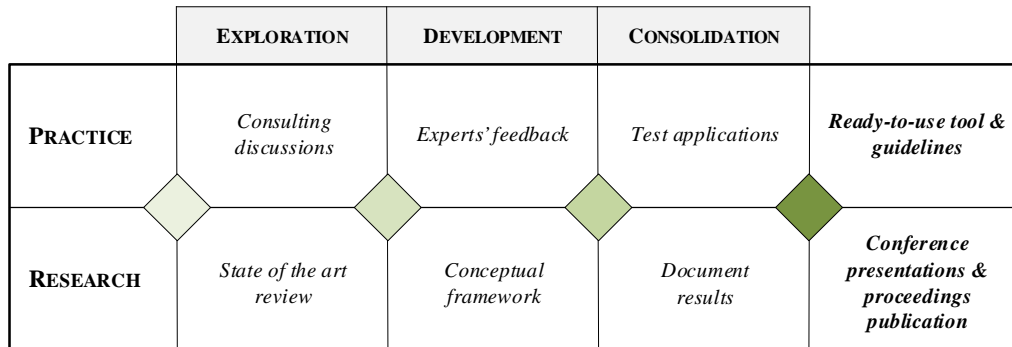 EXPLORATION DEVELOPMENT CONSOLIDATION
PRACTICE
Consulting
discussions
Experts' feedback
Test applications
Ready-to-use tool &
guidelines
RESEARCH
State of the art
review
Conceptual
framework
Document
results
Conference
presentations &
proceedings
publication